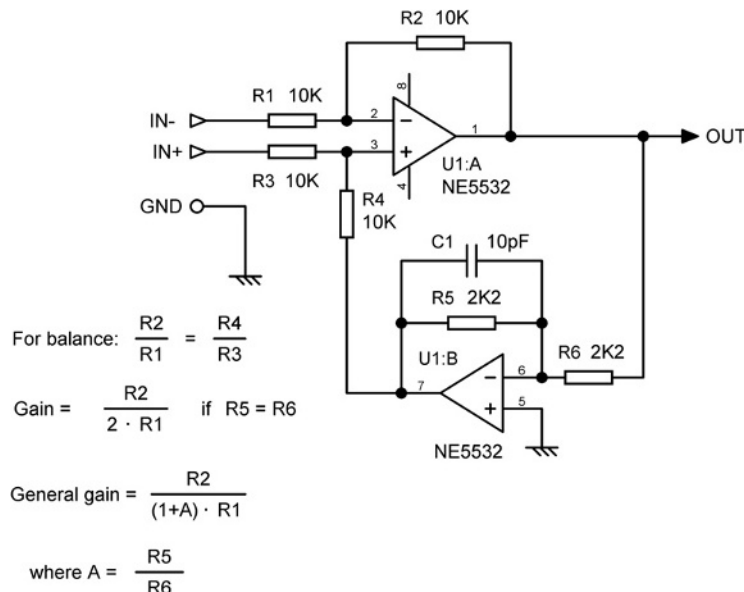 R2 10K
R1 10K
8
IN-
2
−
1
OUT
IN+
3
+
R3 10K
4
U1:A
NE5532
GND
R4
10K
C1 10pF
R5 2K2
U1:B
R6 2K2
7
−
6
+
5
NE5532
For balance: R2/R1 = R4/R3
Gain = R2/2 · R1 if R5 = R6
General gain = R2/(1+A) · R1
where A = R5/R6